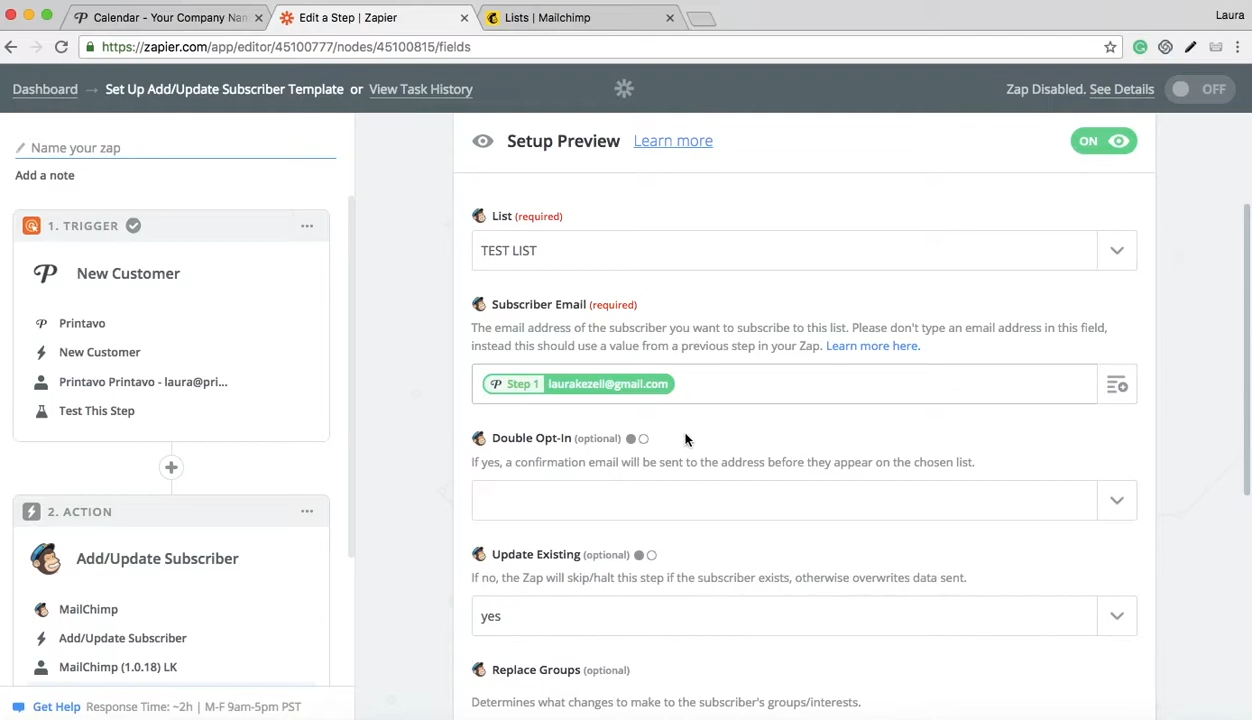 Calendar - Your Company Nam
Edit a Step | Zapier
Lists | Mailchimp
Laura
https://zapier.com/app/editor/45100777/nodes/45100815/fields
Dashboard → Set Up Add/Update Subscriber Template or View Task History
Zap Disabled. See Details OFF
Name your zap
Add a note
1. TRIGGER
New Customer
Printavo
New Customer
Printavo Printavo - laura@pri...
Test This Step
2. ACTION
Add/Update Subscriber
MailChimp
Add/Update Subscriber
MailChimp (1.0.18) LK
Get Help Response Time: ~2h | M-F 9am-5pm PST
Setup Preview Learn more
ON
List (required)
TEST LIST
Subscriber Email (required)
The email address of the subscriber you want to subscribe to this list. Please don't type an email address in this field,
instead this should use a value from a previous step in your Zap. Learn more here.
Step 1 laurakezell@gmail.com
Double Opt-In (optional)
If yes, a confirmation email will be sent to the address before they appear on the chosen list.
Update Existing (optional)
If no, the Zap will skip/halt this step if the subscriber exists, otherwise overwrites data sent.
yes
Replace Groups (optional)
Determines what changes to make to the subscriber's groups/interests.